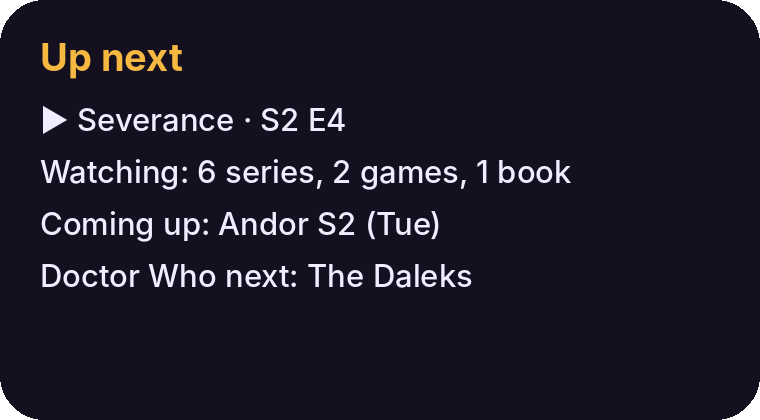 Up next
▶ Severance · S2 E4
Watching: 6 series, 2 games, 1 book
Coming up: Andor S2 (Tue)
Doctor Who next: The Daleks